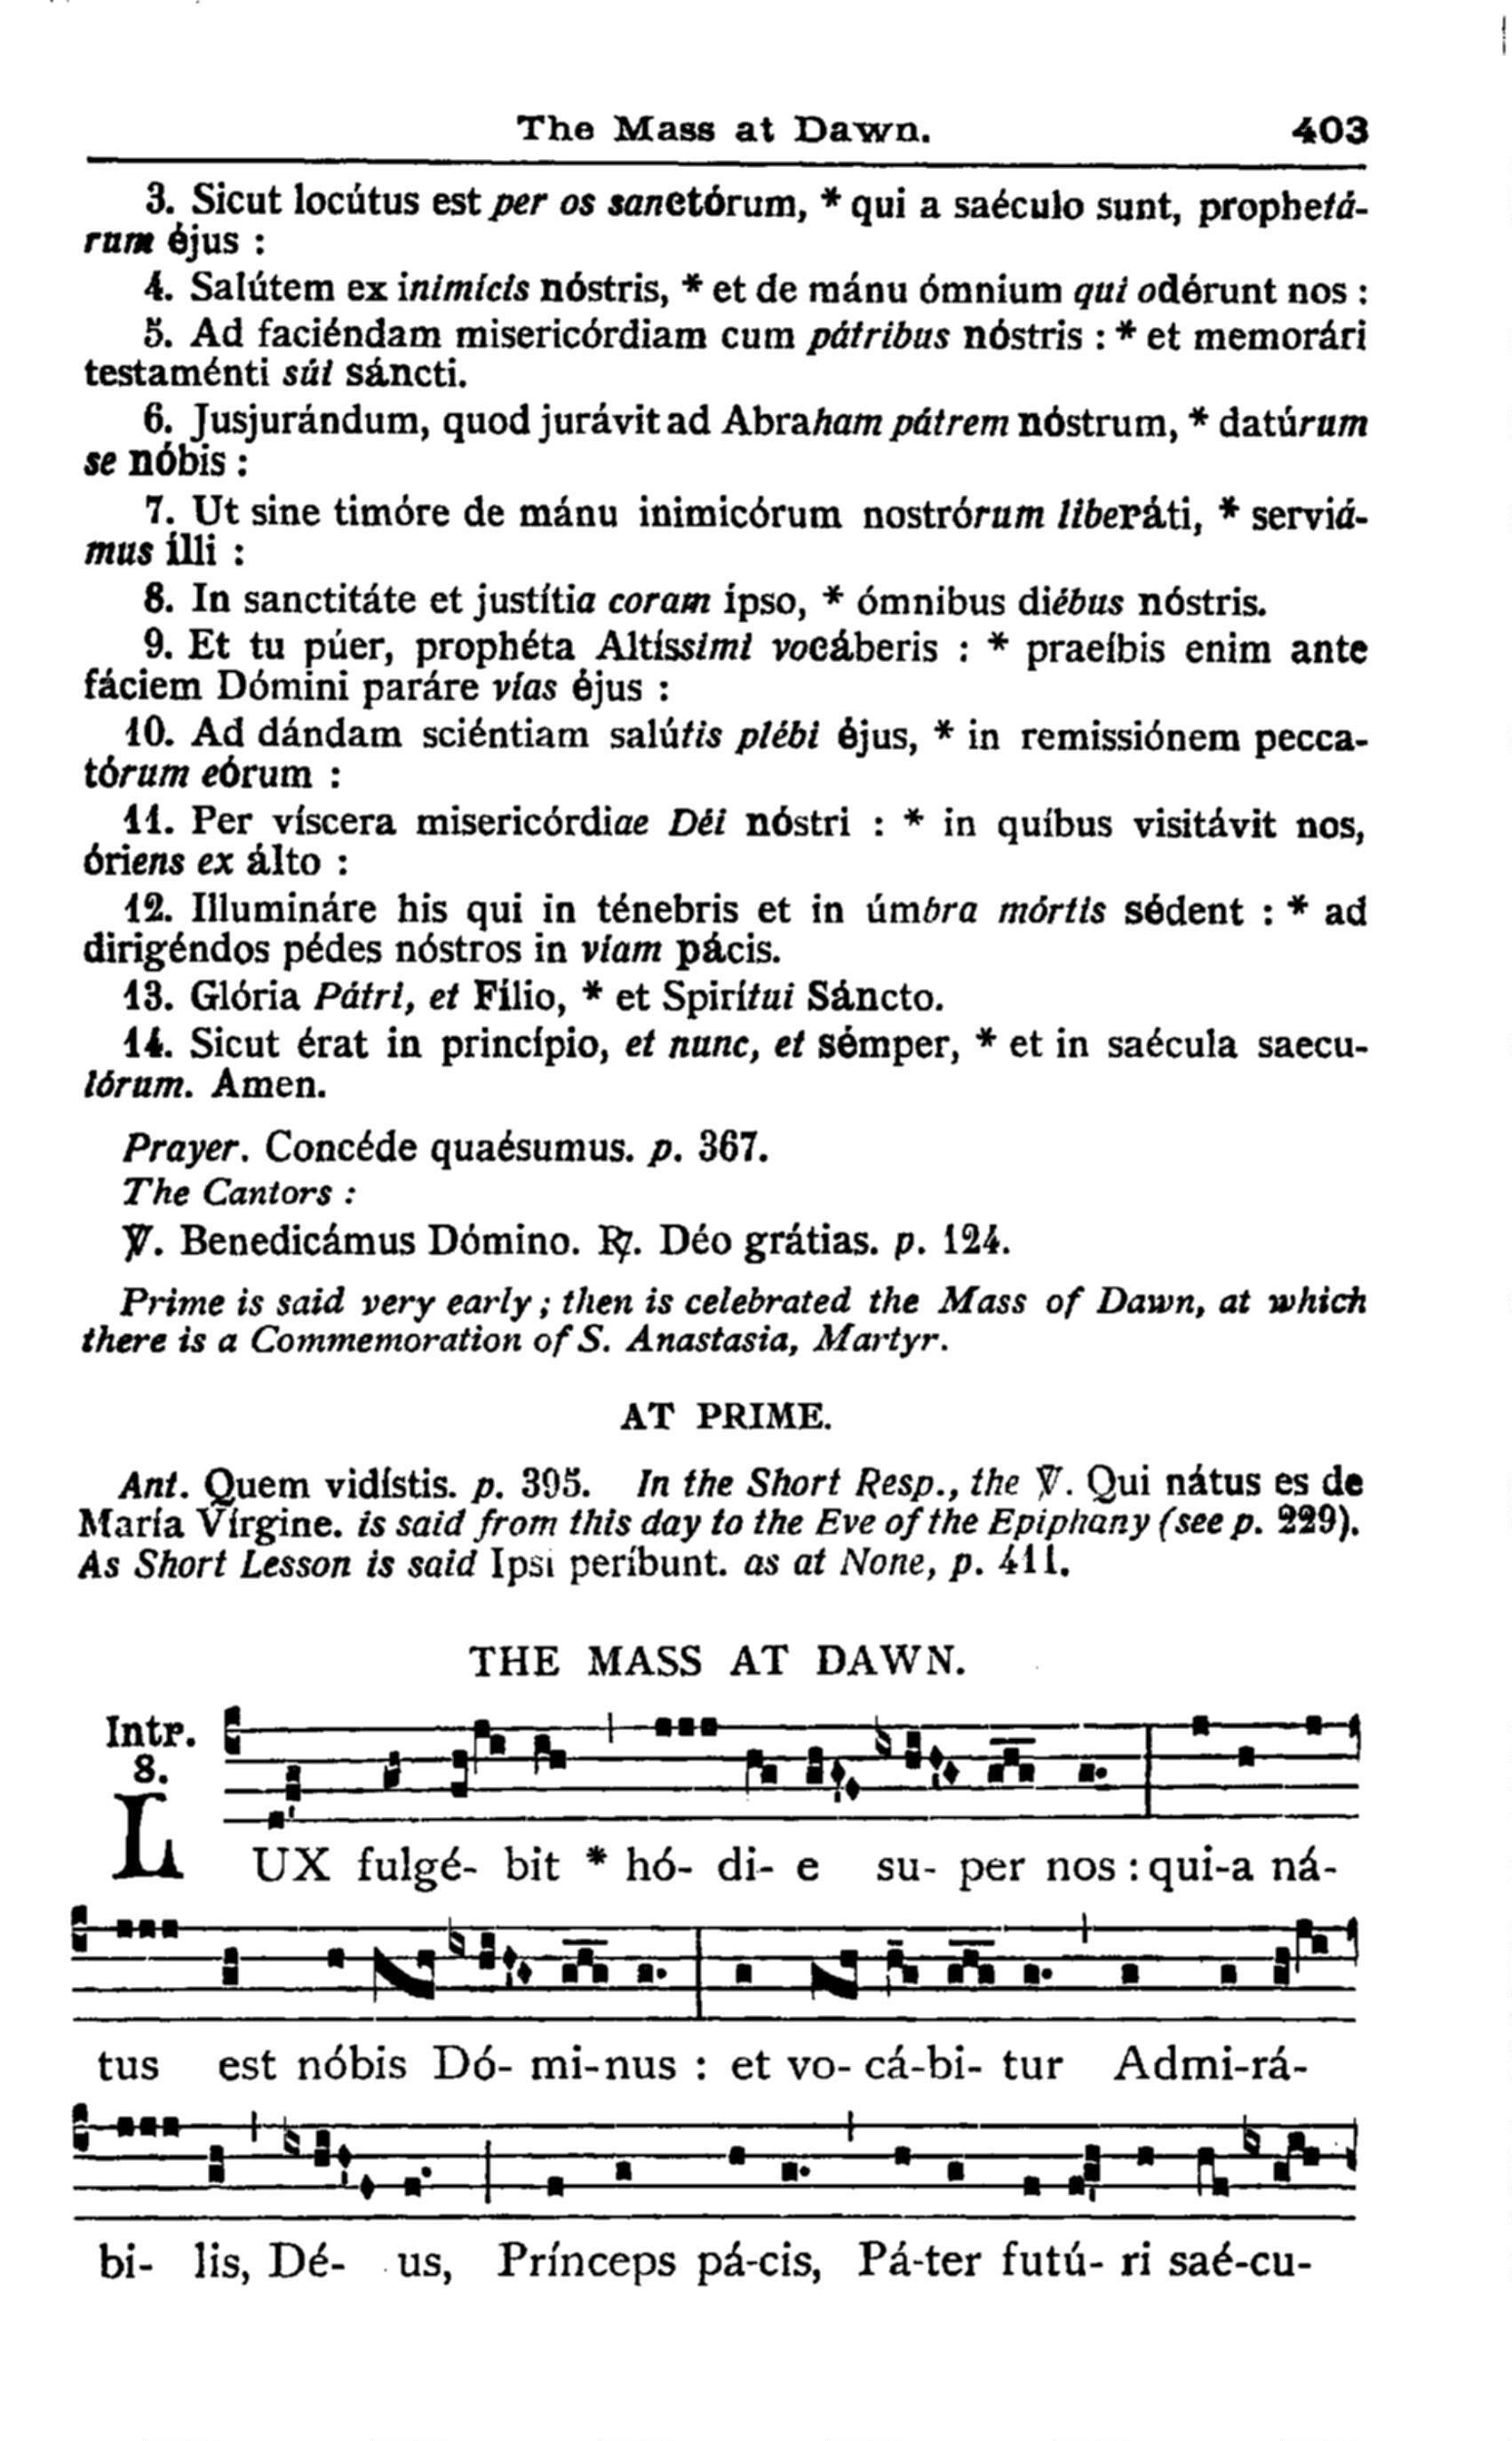 The Mass at Dawn. 403
3. Sicut locútus est per os sanctórum, * qui a saéculo sunt, prophetá-
rum éjus :
4. Salútem ex inimícis nóstris, * et de mánu ómnium qui odérunt nos :
5. Ad faciéndam misericórdiam cum pátribus nóstris : * et memorári
testaménti súi sáncti.
6. Jusjurándum, quod jurávit ad Abraham pátrem nóstrum, * datúrum
se nóbis :
7. Ut sine timóre de mánu inimicórum nostrórum liberáti, * serviá-
mus ílli :
8. In sanctitáte et justítia coram ípso, * ómnibus diébus nóstris.
9. Et tu púer, prophéta Altíssimi vocáberis : * praeíbis enim ante
fáciem Dómini paráre vías éjus :
10. Ad dándam sciéntiam salútis plébi éjus, * in remissiónem pecca-
tórum eórum :
11. Per víscera misericórdiae Déi nóstri : * in quíbus visitávit nos,
óriens ex álto :
12. Illumináre his qui in ténebris et in úmbra mórtis sédent : * ad
dirigéndos pédes nóstros in víam pácis.
13. Glória Pátri, et Fílio, * et Spirítui Sáncto.
14. Sicut érat in princípio, et nunc, et sémper, * et in saécula saecu-
lórum. Amen.
Prayer. Concéde quaésumus. p. 367.
The Cantors :
℣. Benedicámus Dómino. ℟. Déo grátias. p. 124.
Prime is said very early ; then is celebrated the Mass of Dawn, at which
there is a Commemoration of S. Anastasia, Martyr.
AT PRIME.
Ant. Quem vidístis. p. 395. In the Short Resp., the ℣. Qui nátus es de
María Vírgine. is said from this day to the Eve of the Epiphany (see p. 229).
As Short Lesson is said Ipsi períbunt. as at None, p. 411.
THE MASS AT DAWN.
Intr.
8.
LUX fulgé- bit * hó- di- e su- per nos : qui-a ná-
tus est nóbis Dó- mi-nus : et vo- cá-bi- tur Admi-rá-
bi- lis, Dé- us, Prínceps pá-cis, Pá-ter futú- ri saé-cu-